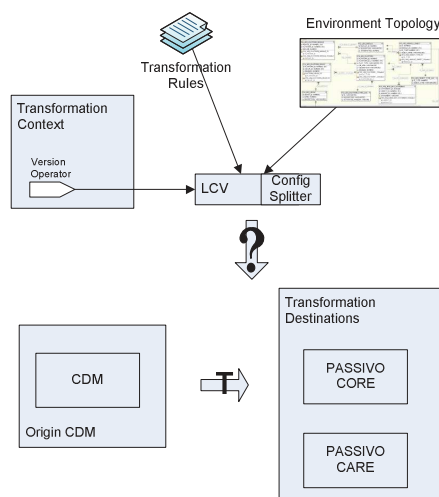 Environment Topology
Transformation
Rules
Transformation
Context
Version
Operator
LCV
Config
Splitter
?
Transformation
Destinations
CDM
T
PASSIVO
CORE
Origin CDM
PASSIVO
CARE